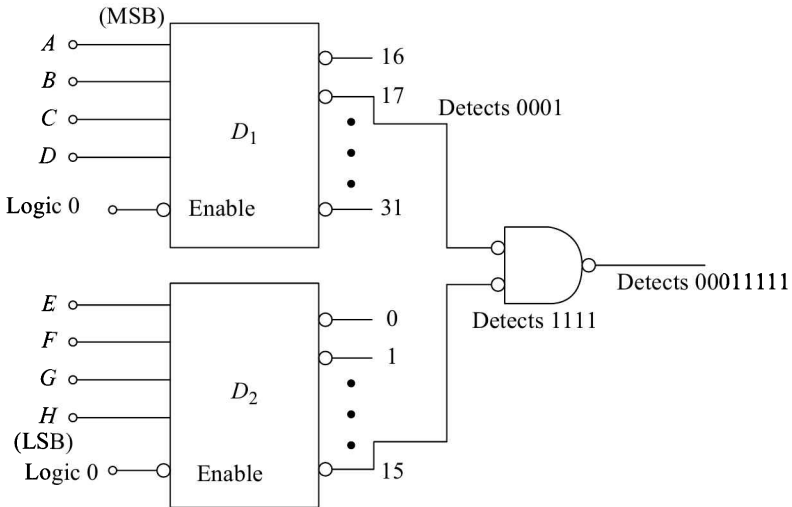 (MSB)
A
B
C
D
Logic 0
Enable
D1
16
17
31
Detects 0001
E
F
G
H
(LSB)
Logic 0
Enable
D2
0
1
15
Detects 1111
Detects 00011111